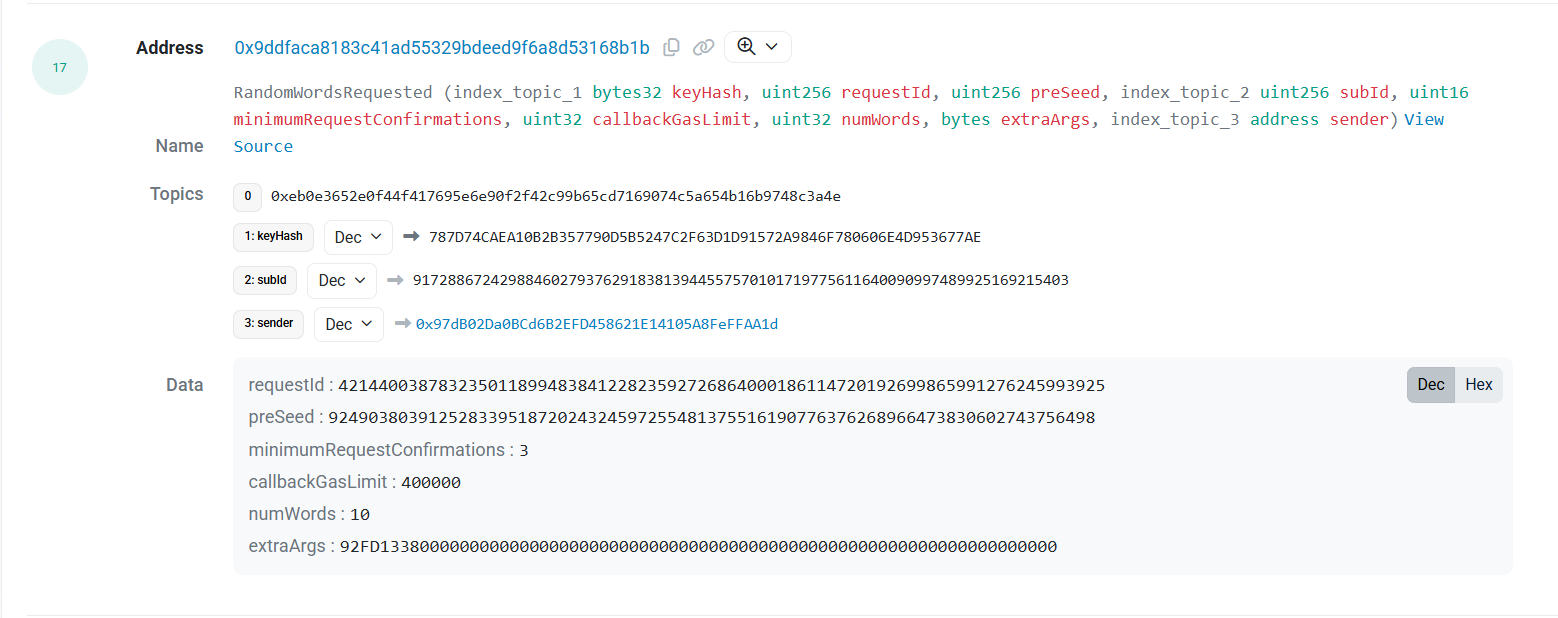 17
Address 0x9ddfaca8183c41ad55329bdeed9f6a8d53168b1b
RandomWordsRequested (index_topic_1 bytes32 keyHash, uint256 requestId, uint256 preSeed, index_topic_2 uint256 subId, uint16
minimumRequestConfirmations, uint32 callbackGasLimit, uint32 numWords, bytes extraArgs, index_topic_3 address sender) View
Name Source
Topics 0 0xeb0e3652e0f44f417695e6e90f2f42c99b65cd7169074c5a654b16b9748c3a4e
1: keyHash Dec 787D74CAEA10B2B357790D5B5247C2F63D1D91572A9846F780606E4D953677AE
2: subId Dec 91728867242988460279376291838139445575701017197756116400909974899251692154​03
3: sender Dec 0x97dB02Da0BCd6B2EFD458621E14105A8FeFFAA1d
Data requestId : 42144003878323501189948384122823592726864000186114720192699865991276245993925 Dec Hex
preSeed : 92490380391252833951872024324597255481375516190776376268966473830602743756498
minimumRequestConfirmations : 3
callbackGasLimit : 400000
numWords : 10
extraArgs : 92FD13380000000000000000000000000000000000000000000000000000000000000000